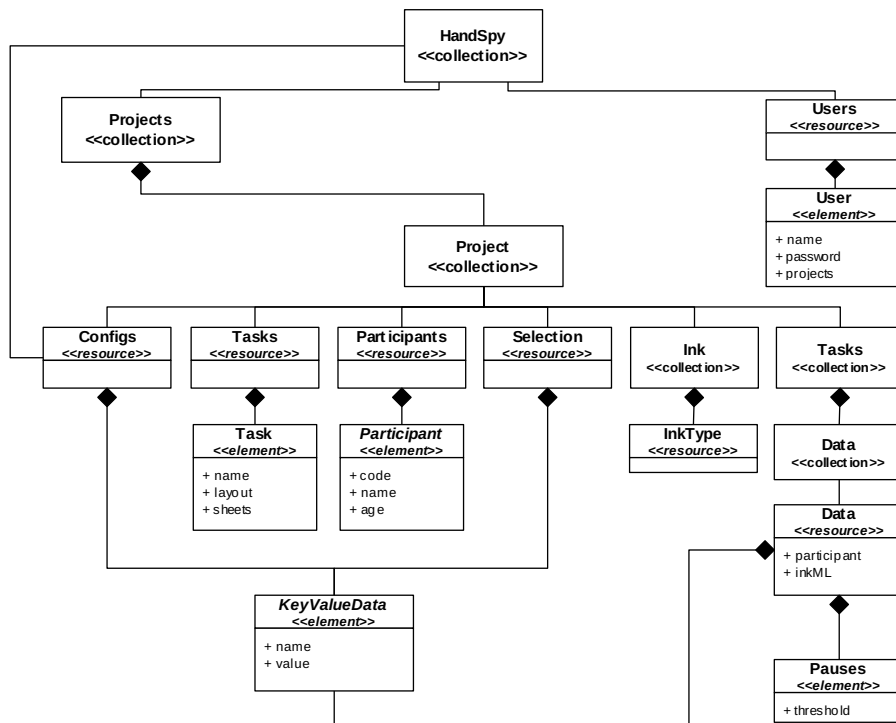 HandSpy
<<collection>>
Projects
<<collection>>
Users
<<resource>>
User
<<element>>
+ name
+ password
+ projects
Project
<<collection>>
Configs
<<resource>>
Tasks
<<resource>>
Participants
<<resource>>
Selection
<<resource>>
Ink
<<collection>>
Tasks
<<collection>>
Task
<<element>>
+ name
+ layout
+ sheets
Participant
<<element>>
+ code
+ name
+ age
InkType
<<resource>>
Data
<<collection>>
Data
<<resource>>
+ participant
+ inkML
KeyValueData
<<element>>
+ name
+ value
Pauses
<<element>>
+ threshold